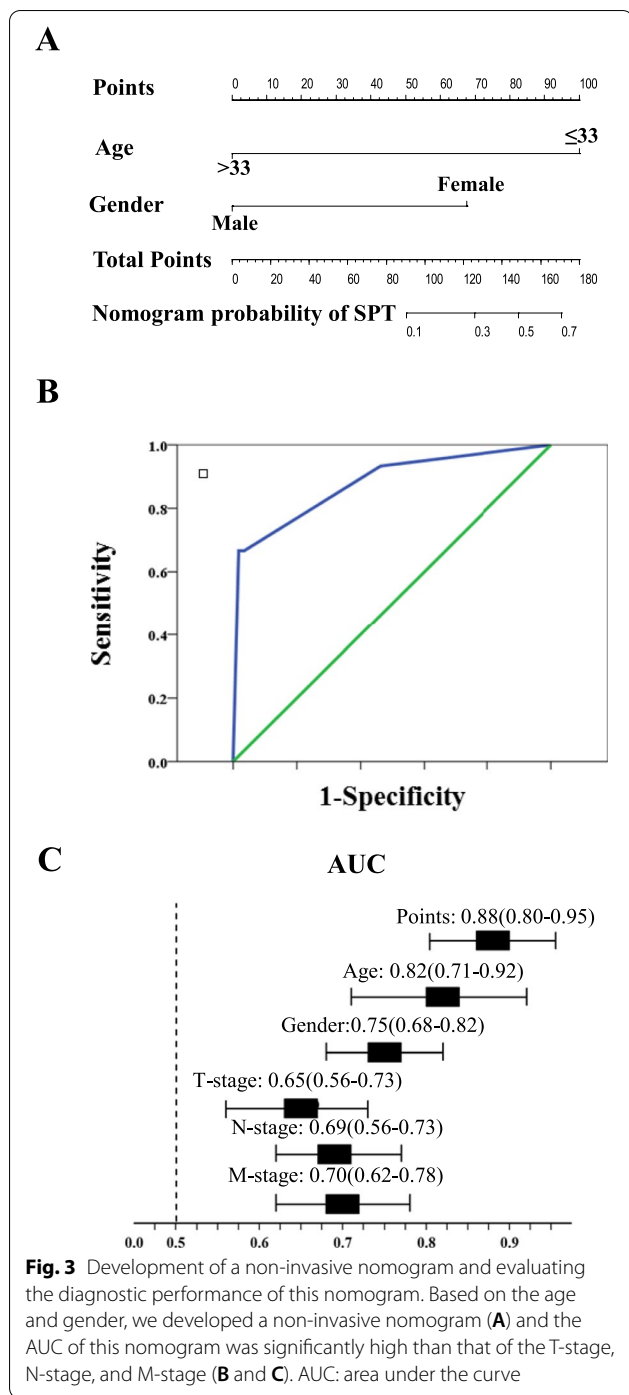 A
Points
0 10 20 30 40 50 60 70 80 90 100
Age
≤33
>33
Gender
Female
Male
Total Points
0 20 40 60 80 100 120 140 160 180
Nomogram probability of SPT
0.1 0.3 0.5 0.7
B
1.0
0.8
0.6
0.4
0.2
0.0
Sensitivity
1-Specificity
C
AUC
Points: 0.88(0.80-0.95)
Age: 0.82(0.71-0.92)
Gender:0.75(0.68-0.82)
T-stage: 0.65(0.56-0.73)
N-stage: 0.69(0.56-0.73)
M-stage: 0.70(0.62-0.78)
0.0 0.5 0.6 0.7 0.8 0.9
Fig. 3 Development of a non-invasive nomogram and evaluating
the diagnostic performance of this nomogram. Based on the age
and gender, we developed a non-invasive nomogram (A) and the
AUC of this nomogram was significantly high than that of the T-stage,
N-stage, and M-stage (B and C). AUC: area under the curve